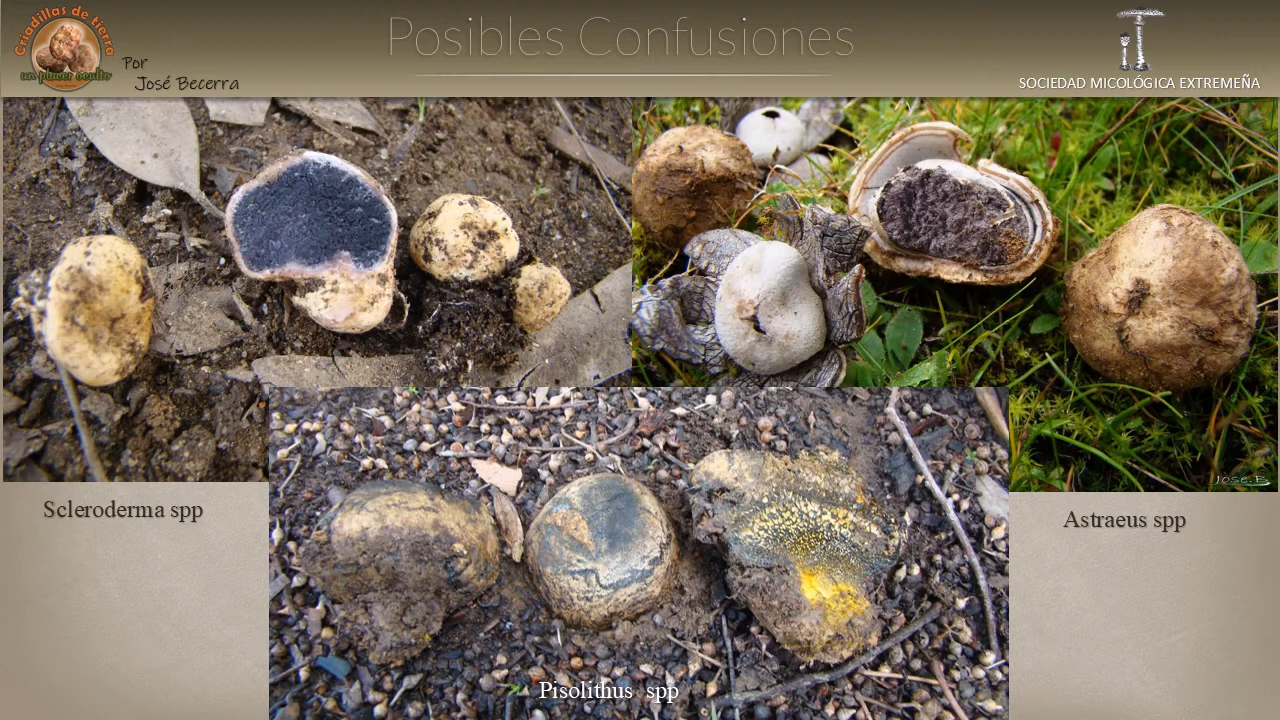 Criadillas de tierra
un placer oculto
Por
José Becerra
Posibles Confusiones
SOCIEDAD MICOLÓGICA EXTREMEÑA
Jose.B
Scleroderma spp
Astraeus spp
Pisolithus spp